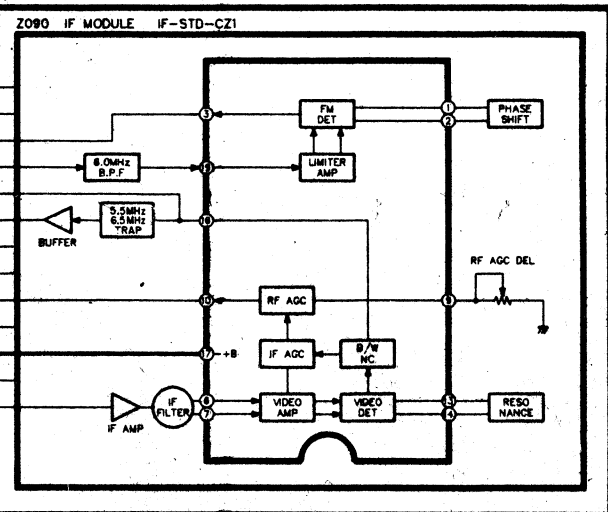 Z090 IF MODULE IF-STD-CZ1
3
FM
DET
1
2
PHASE
SHIFT
6.0MHz
B.P.F
LIMITER
AMP
5.5MHz
6.5MHz
TRAP
BUFFER
RF AGC DEL
10
RF AGC
9
17 +B
IF AGC
B/W
NC.
IF AMP
IF
FILTER
6
7
VIDEO
AMP
VIDEO
DET
13
14
RESO
NANCE